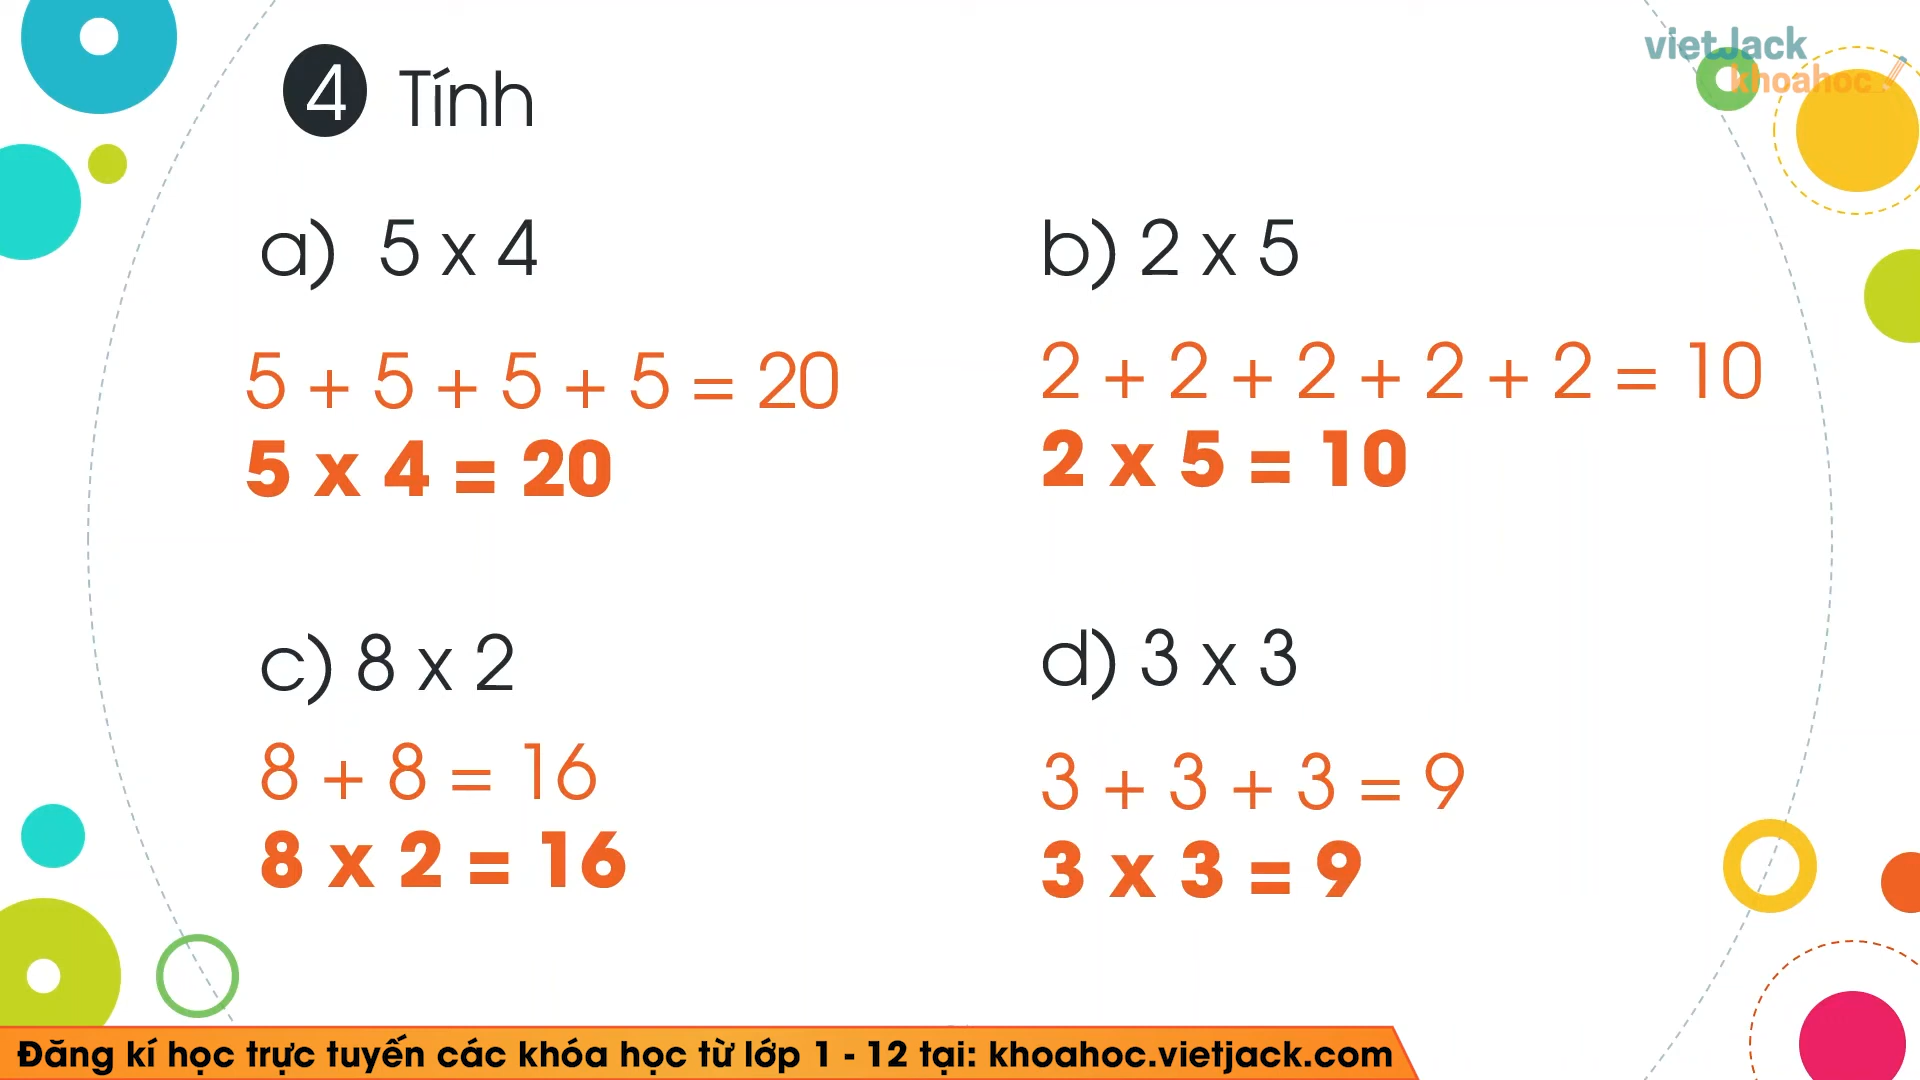 vietJack
khoahoc
4 Tính
a) 5 x 4
5 + 5 + 5 + 5 = 20
5 x 4 = 20
b) 2 x 5
2 + 2 + 2 + 2 + 2 = 10
2 x 5 = 10
c) 8 x 2
8 + 8 = 16
8 x 2 = 16
d) 3 x 3
3 + 3 + 3 = 9
3 x 3 = 9
Đăng kí học trực tuyến các khóa học từ lớp 1 - 12 tại: khoahoc.vietjack.com